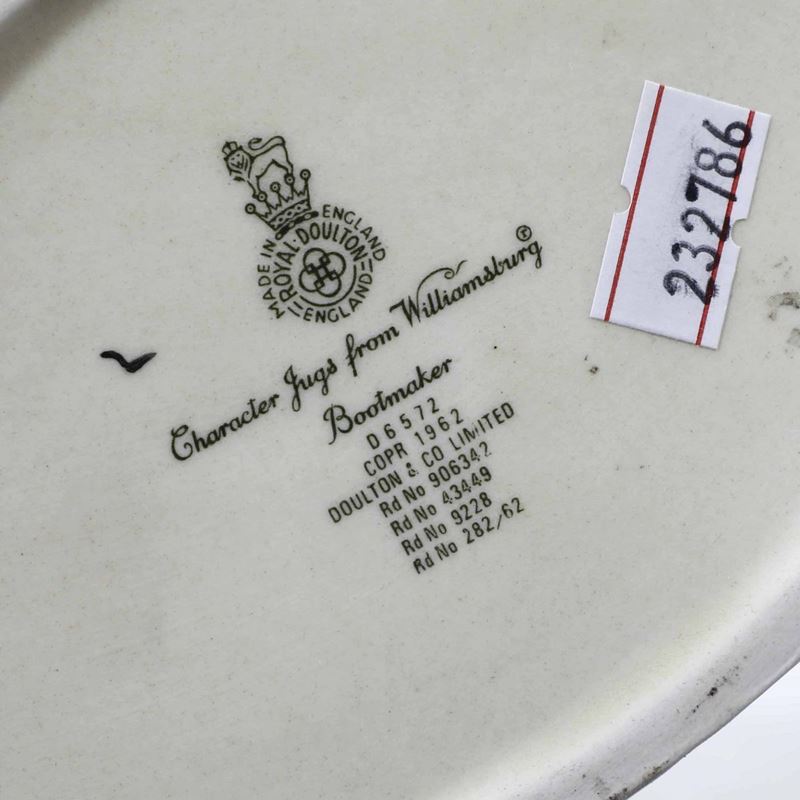 MADE IN ENGLAND
ROYAL·DOULTON
ENGLAND
Character Jugs from Williamsburg ®
Bootmaker
D 6572
COPR 1962
DOULTON & CO LIMITED
Rd No 906342
Rd No 43449
Rd No 9228
Rd No 282/62
232786